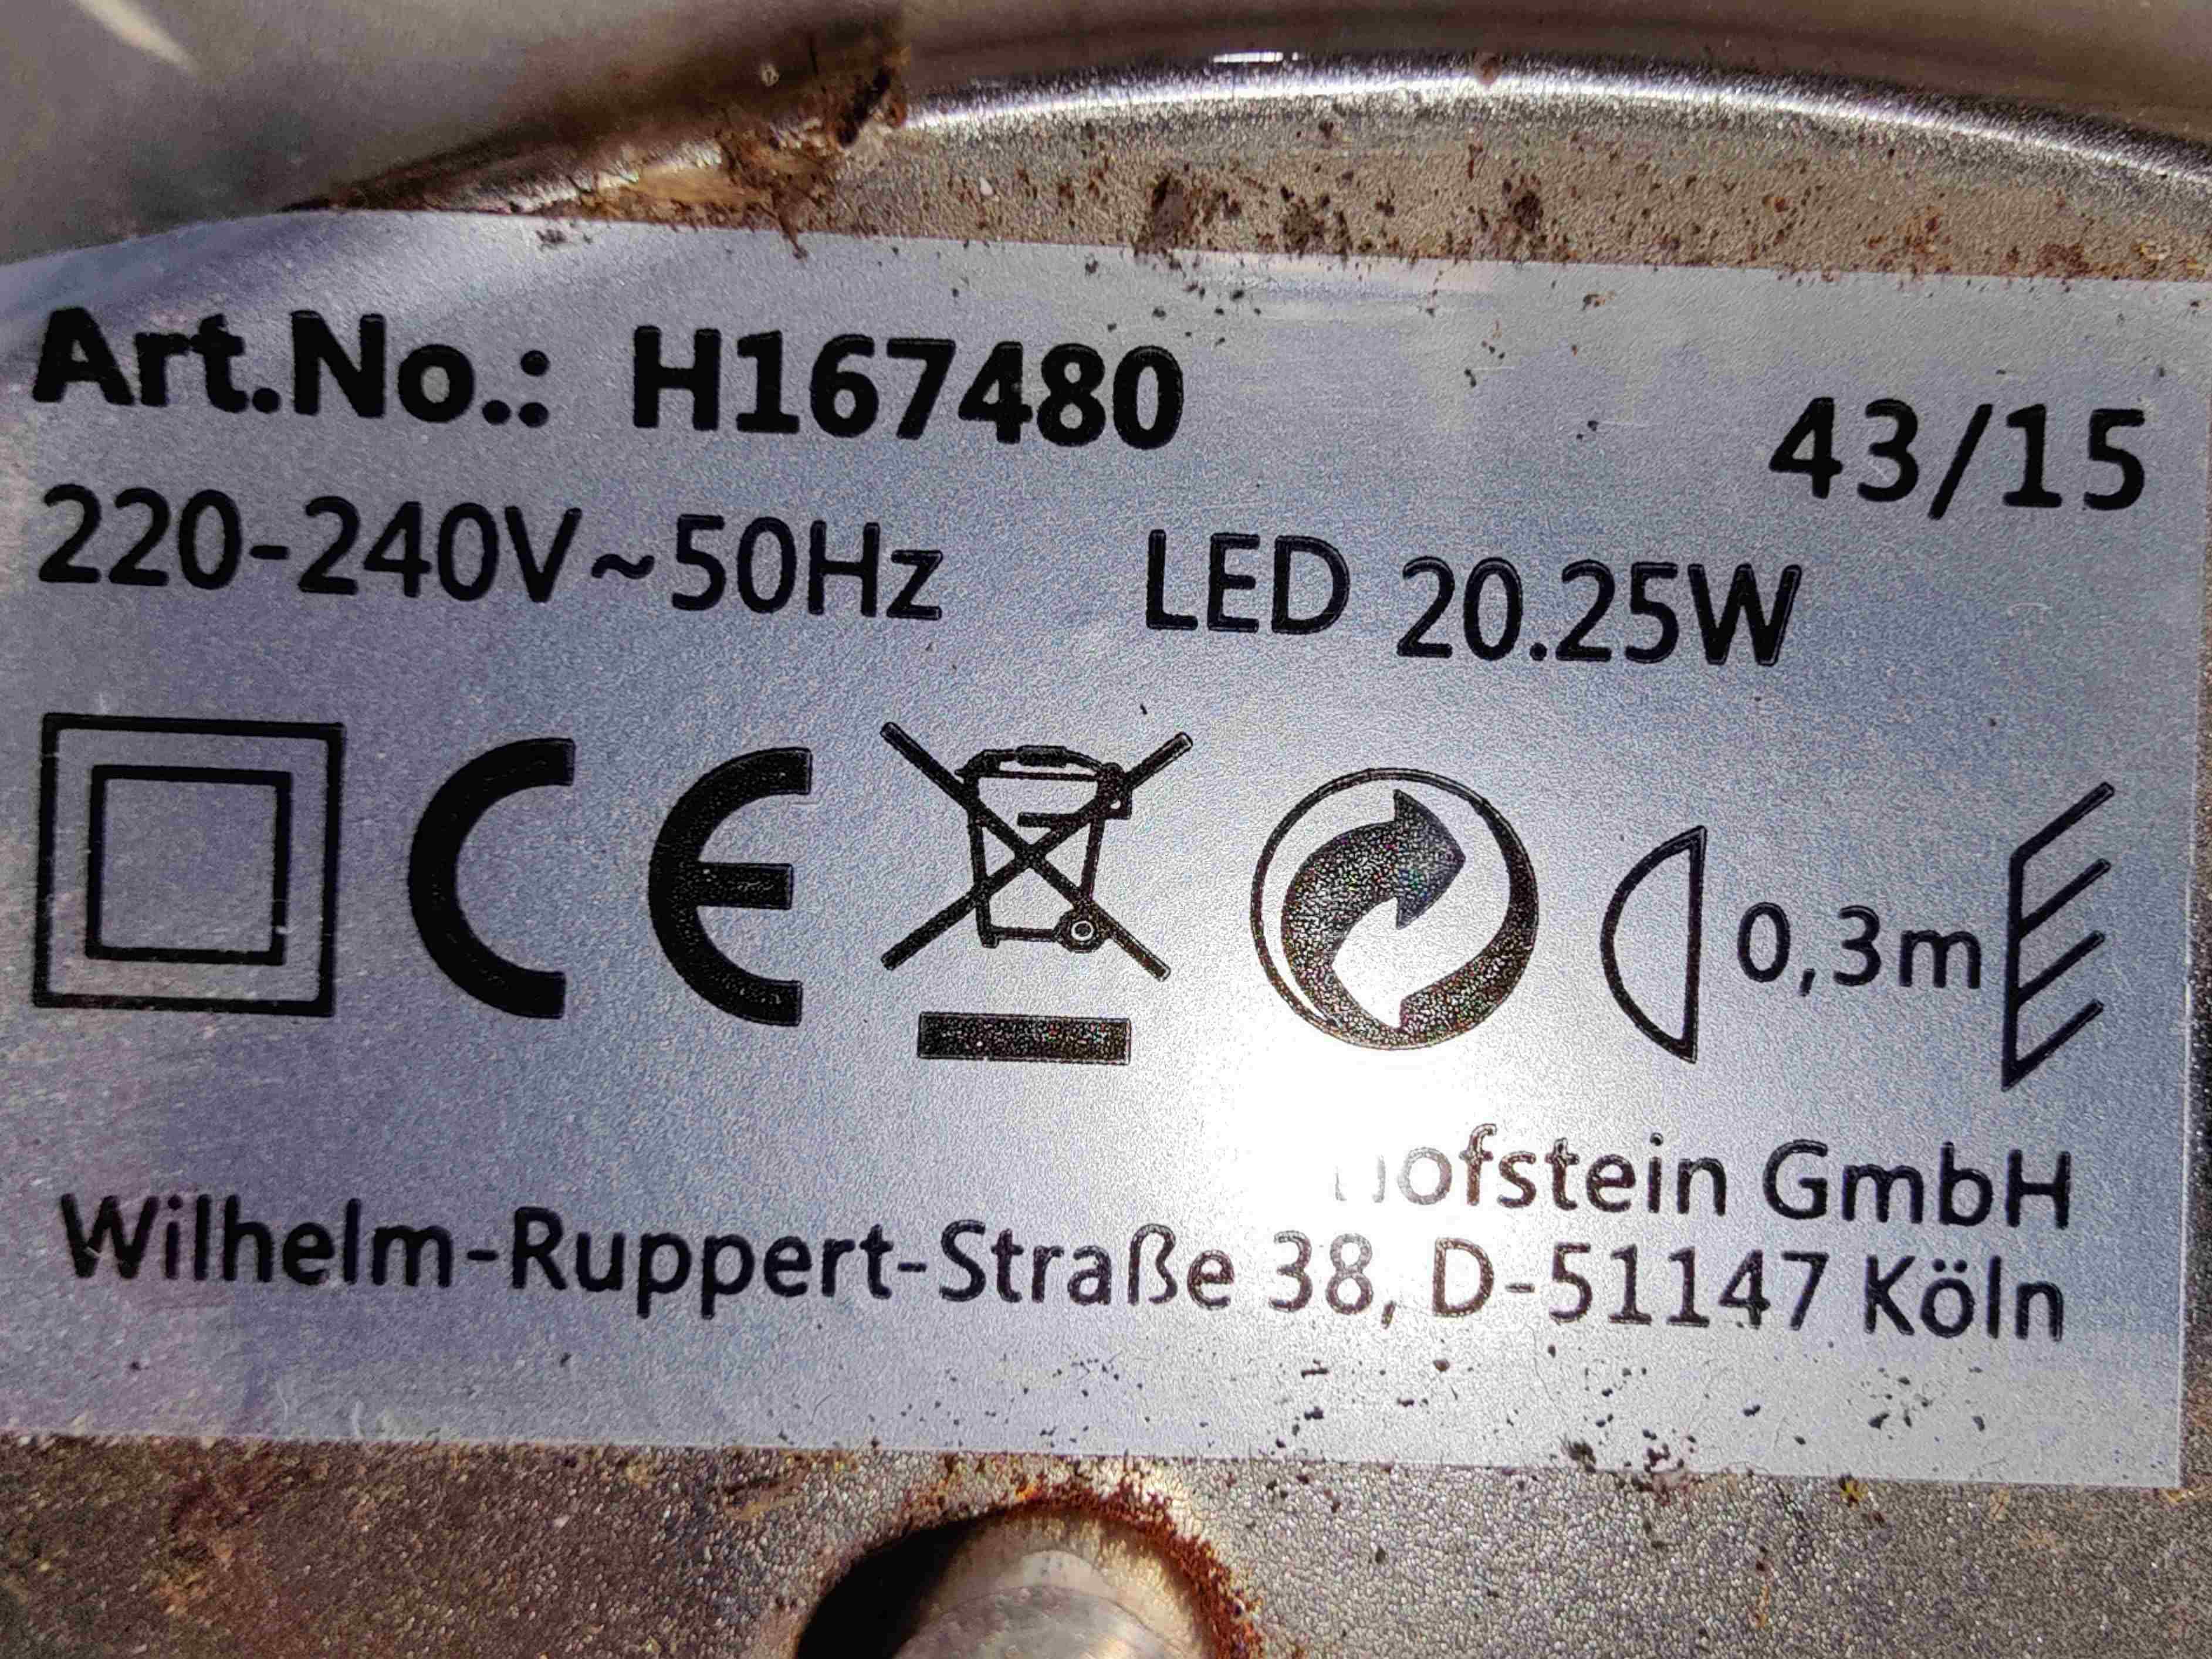 Art.No.: H167480
43/15
220-240V~50Hz LED 20.25W
CE
0,3m
GmbH
Wilhelm-Ruppert-Straße 38, D-51147 Köln